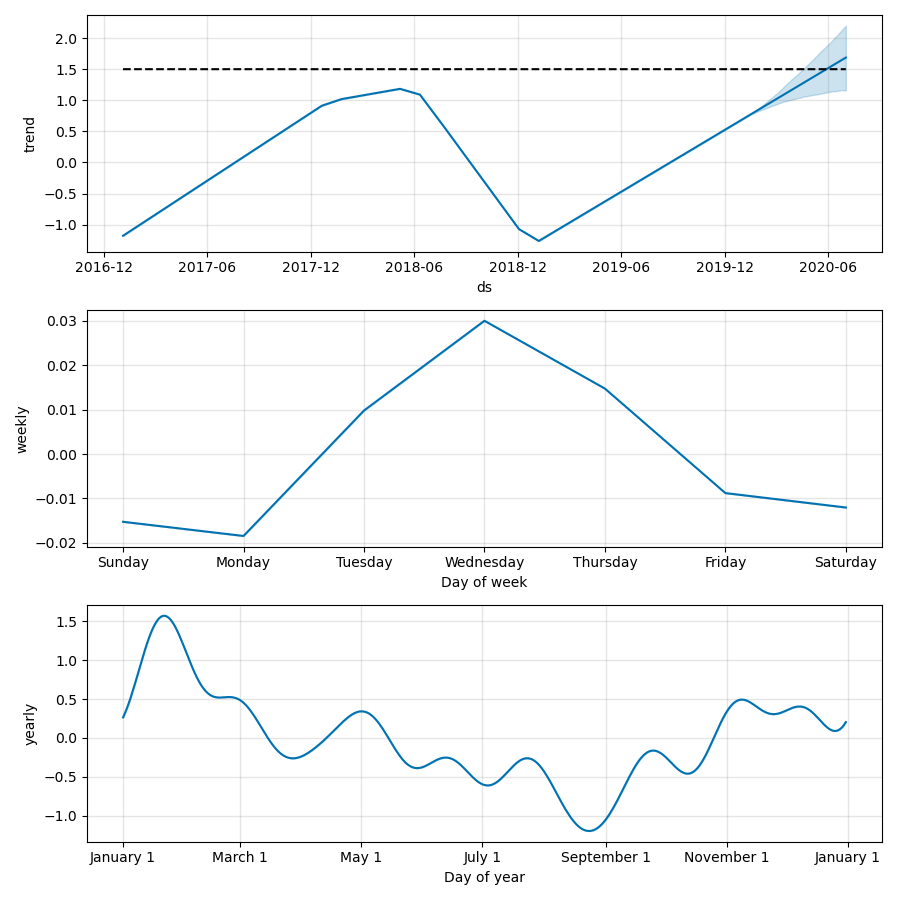 2.0
1.5
1.0
0.5
0.0
−0.5
−1.0
trend
2016-12 2017-06 2017-12 2018-06 2018-12 2019-06 2019-12 2020-06
ds
0.03
0.02
0.01
0.00
−0.01
−0.02
weekly
Sunday Monday Tuesday Wednesday Thursday Friday Saturday
Day of week
1.5
1.0
0.5
0.0
−0.5
−1.0
yearly
January 1 March 1 May 1 July 1 September 1 November 1 January 1
Day of year